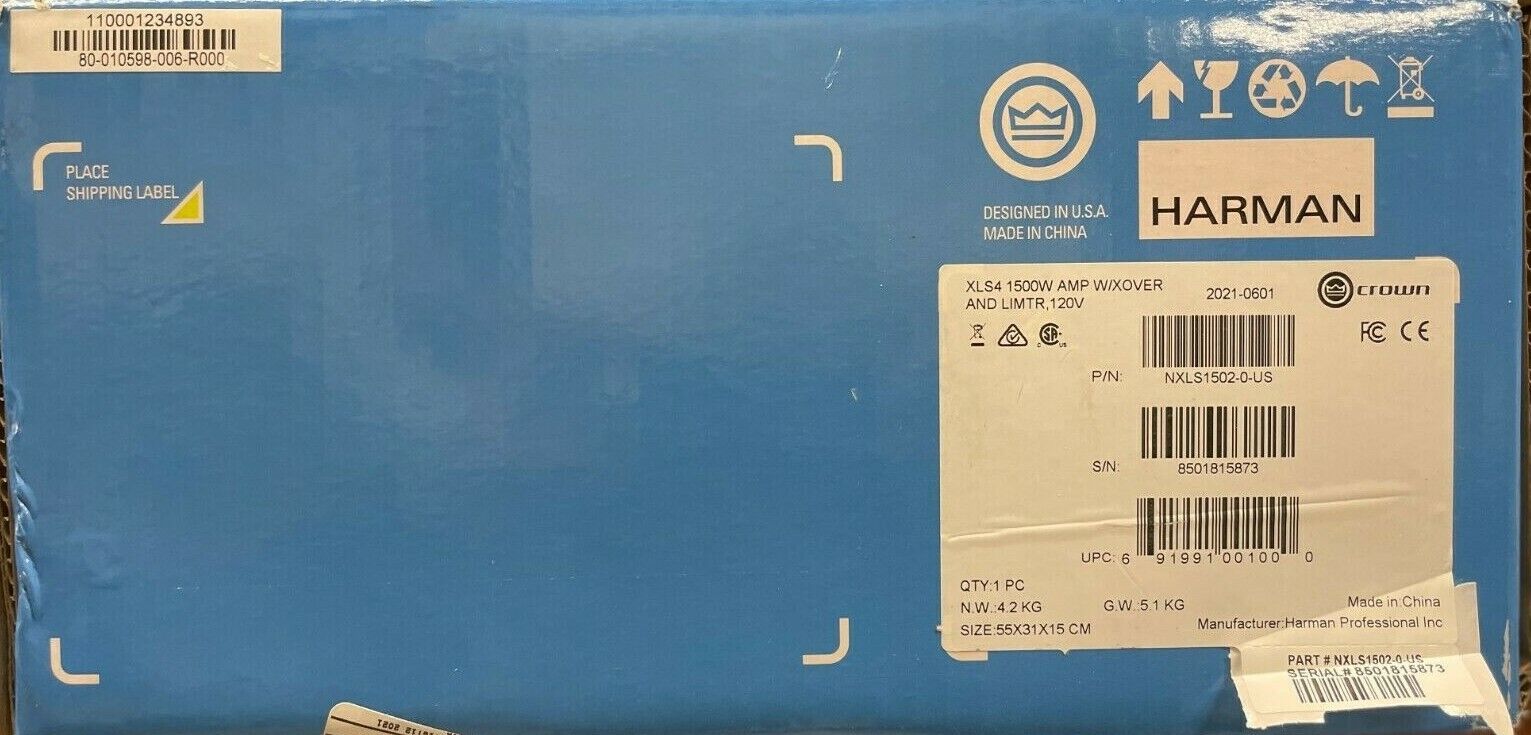 110001234893
80-010598-006-R000
PLACE
SHIPPING LABEL
DESIGNED IN U.S.A.
MADE IN CHINA
HARMAN
XLS4 1500W AMP W/XOVER
AND LIMTR,120V
2021-0601
crown
FC CE
P/N: NXLS1502-0-US
S/N: 8501815873
UPC: 6 91991 00100 0
QTY:1 PC
N.W.:4.2 KG G.W.:5.1 KG
SIZE:55X31X15 CM
Made in China
Manufacturer:Harman Professional Inc
PART # NXLS1502-0-US
SERIAL# 8501815873